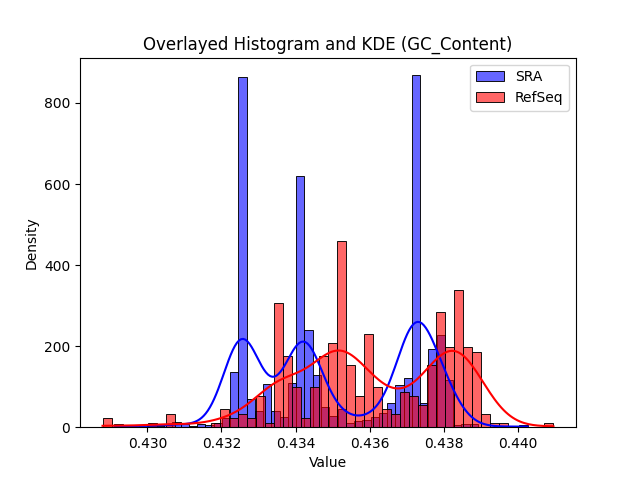 Overlayed Histogram and KDE (GC_Content)
SRA
RefSeq
Density
800
600
400
200
0
0.430 0.432 0.434 0.436 0.438 0.440
Value